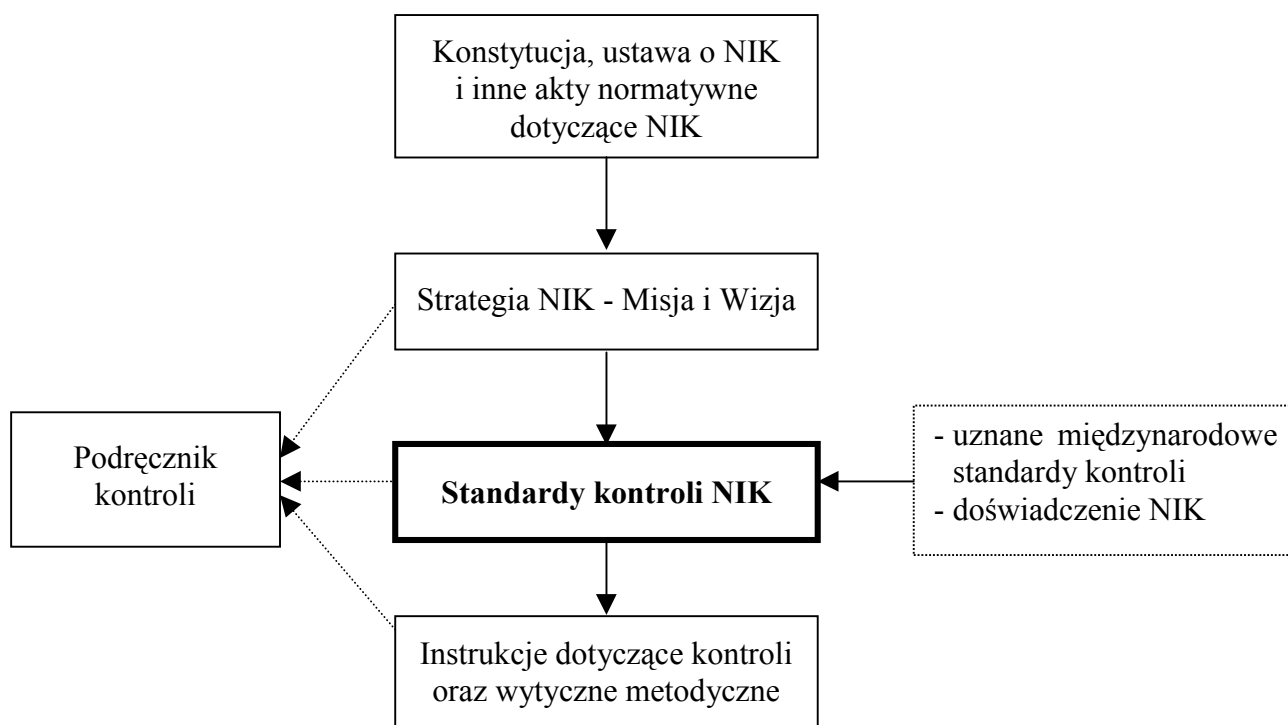 Konstytucja, ustawa o NIK
i inne akty normatywne
dotyczące NIK
Strategia NIK - Misja i Wizja
Podręcznik
kontroli
Standardy kontroli NIK
- uznane międzynarodowe
standardy kontroli
- doświadczenie NIK
Instrukcje dotyczące kontroli
oraz wytyczne metodyczne